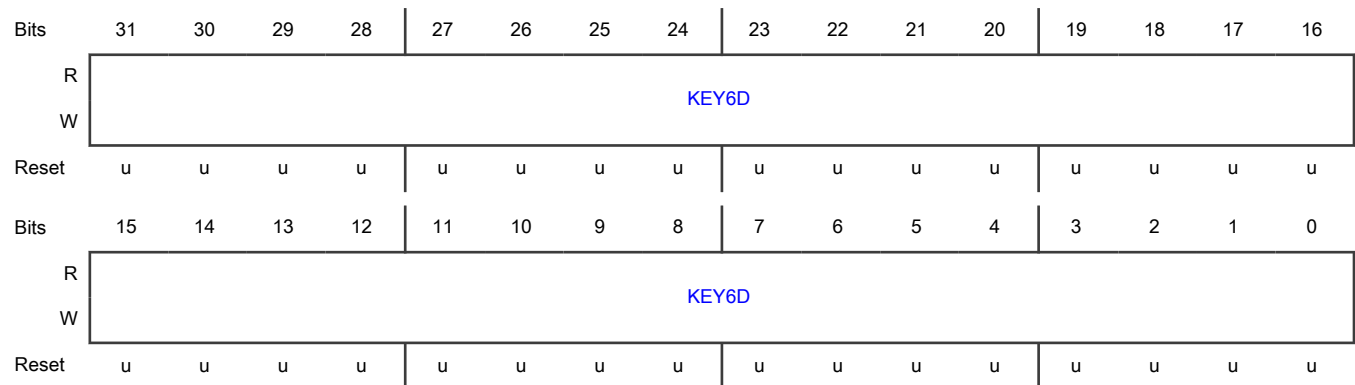 Bits 31 30 29 28 27 26 25 24 23 22 21 20 19 18 17 16
R
KEY6D
W
Reset u u u u u u u u u u u u u u u u
Bits 15 14 13 12 11 10 9 8 7 6 5 4 3 2 1 0
R
KEY6D
W
Reset u u u u u u u u u u u u u u u u